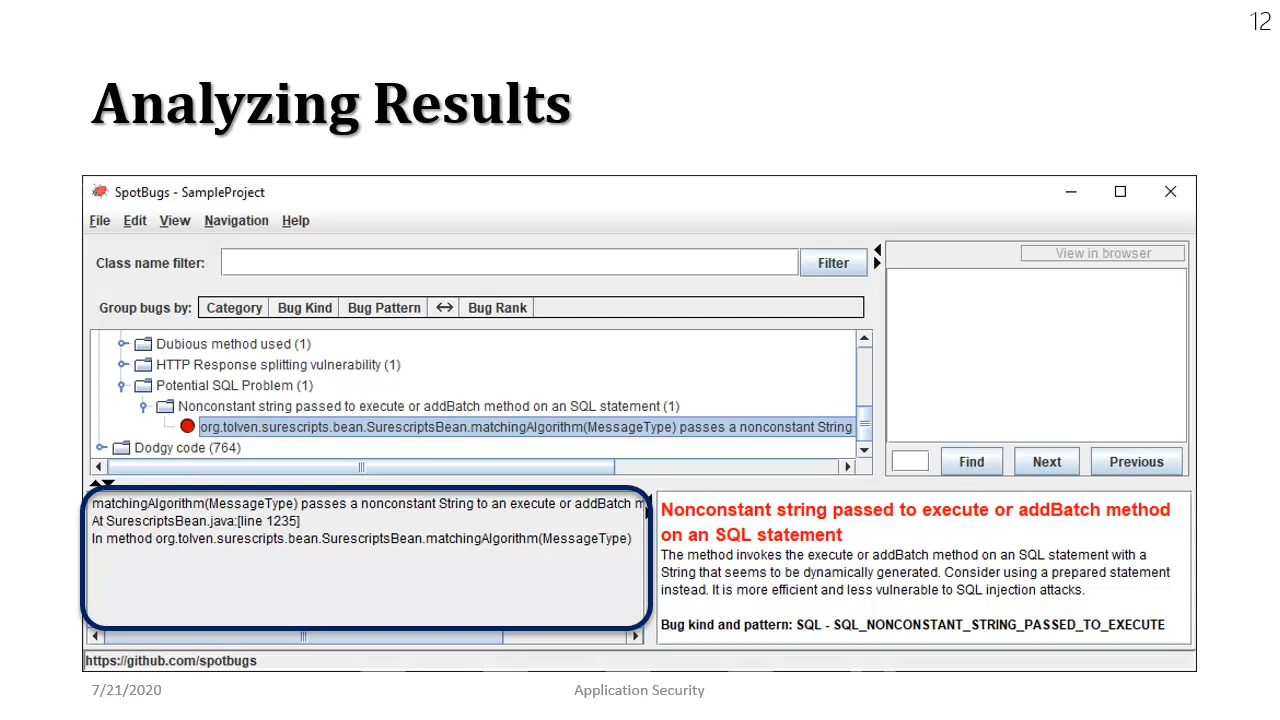 12
Analyzing Results
SpotBugs - SampleProject
File Edit View Navigation Help
Class name filter:
Filter
View in browser
Group bugs by: Category Bug Kind Bug Pattern ↔ Bug Rank
Dubious method used (1)
HTTP Response splitting vulnerability (1)
Potential SQL Problem (1)
Nonconstant string passed to execute or addBatch method on an SQL statement (1)
org.tolven.surescripts.bean.SurescriptsBean.matchingAlgorithm(MessageType) passes a nonconstant String
Dodgy code (764)
Find Next Previous
matchingAlgorithm(MessageType) passes a nonconstant String to an execute or addBatch m
At SurescriptsBean.java:[line 1235]
In method org.tolven.surescripts.bean.SurescriptsBean.matchingAlgorithm(MessageType)
Nonconstant string passed to execute or addBatch method
on an SQL statement
The method invokes the execute or addBatch method on an SQL statement with a
String that seems to be dynamically generated. Consider using a prepared statement
instead. It is more efficient and less vulnerable to SQL injection attacks.
Bug kind and pattern: SQL - SQL_NONCONSTANT_STRING_PASSED_TO_EXECUTE
https://github.com/spotbugs
7/21/2020
Application Security